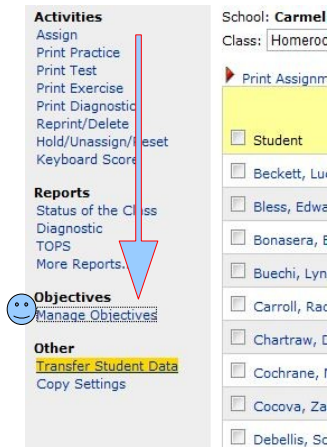 Activities
Assign
Print Practice
Print Test
Print Exercise
Print Diagnostic
Reprint/Delete
Hold/Unassign/Reset
Keyboard Score
Reports
Status of the Class
Diagnostic
TOPS
More Reports...
Objectives
Manage Objectives
Other
Transfer Student Data
Copy Settings
School: Carmel
Class: Homeroo
Print Assignm
Student
Beckett, Lu
Bless, Edwa
Bonasera,
Buechi, Lyn
Carroll, Rac
Chartraw,
Cochrane,
Cocova, Za
Debellis, Sc